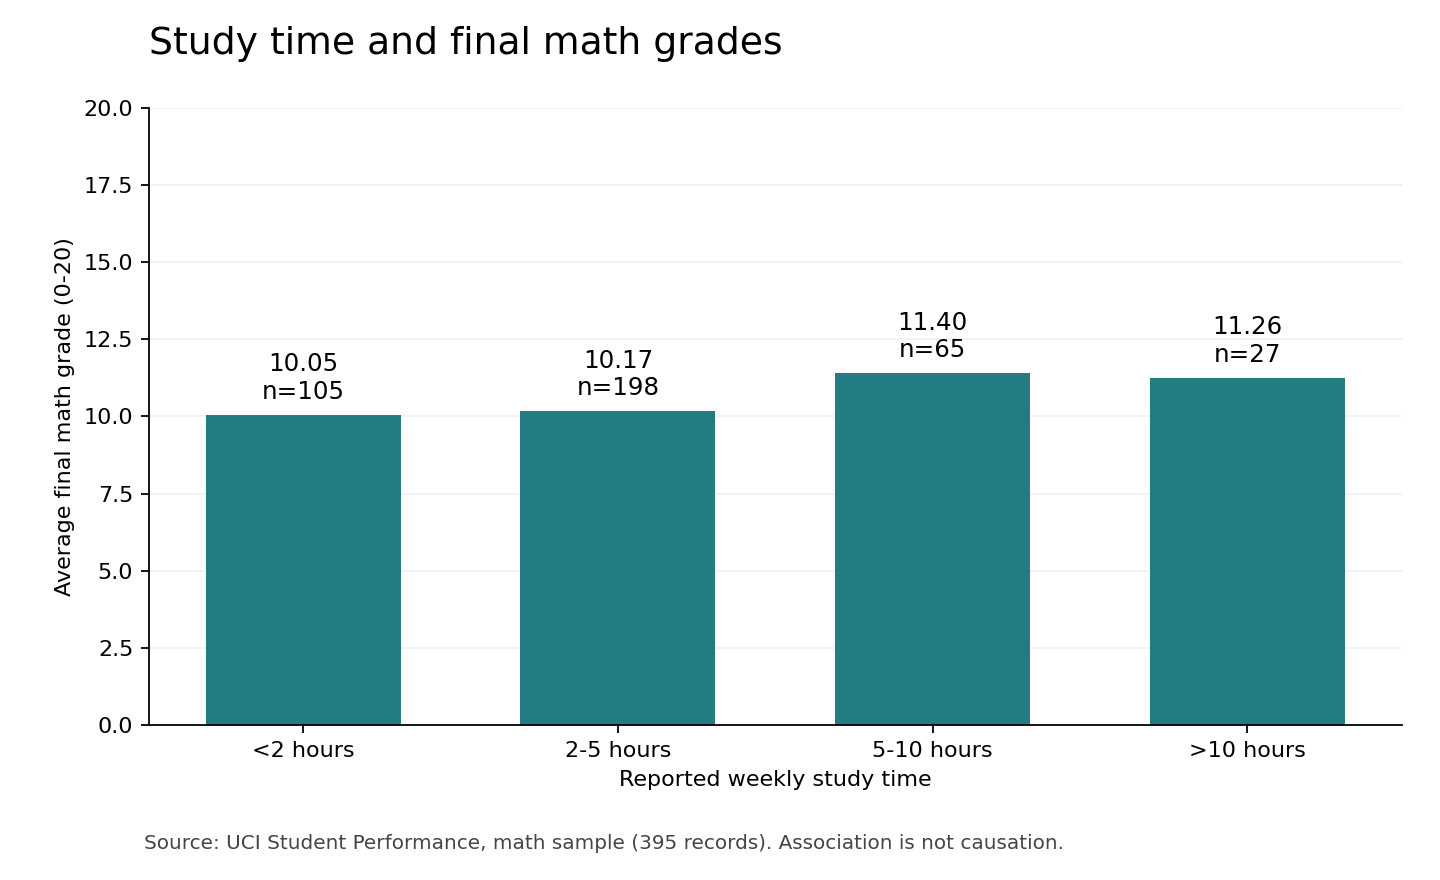 Study time and final math grades
20.0
17.5
15.0
12.5
10.0
7.5
5.0
2.5
0.0
Average final math grade (0-20)
10.05
n=105
10.17
n=198
11.40
n=65
11.26
n=27
<2 hours
2-5 hours
5-10 hours
>10 hours
Reported weekly study time
Source: UCI Student Performance, math sample (395 records). Association is not causation.